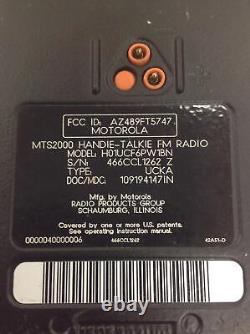 FCC ID: AZ489FT5747
MOTOROLA
MTS2000 HANDIE-TALKIE FM RADIO
MODEL: H01UCF6PW1BN
S/N: 466CCL1262 Z
TYPE: UCKA
DOC/MDC: 109194147IN
Mfg. by Motorola
RADIO PRODUCTS GROUP
SCHAUMBURG, ILLINOIS
Covered by one or more U.S. patents.
See operating instruction manual.
0000040000006 466CCL1262 42A51-D